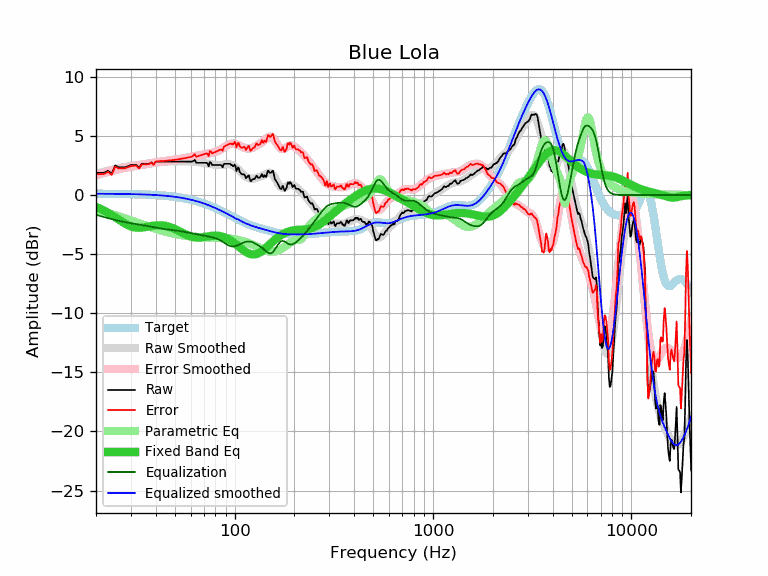 Blue Lola
Amplitude (dBr)
10
5
0
−5
−10
−15
−20
−25
Target
Raw Smoothed
Error Smoothed
Raw
Error
Parametric Eq
Fixed Band Eq
Equalization
Equalized smoothed
100
1000
10000
Frequency (Hz)